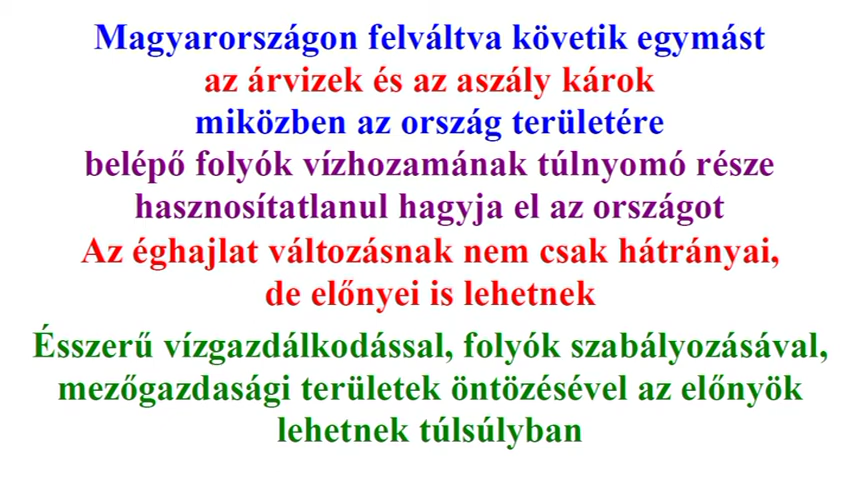 Magyarországon felváltva követik egymást
az árvizek és az aszály károk
miközben az ország területére
belépő folyók vízhozamának túlnyomó része
hasznosítatlanul hagyja el az országot
Az éghajlat változásnak nem csak hátrányai,
de előnyei is lehetnek
Ésszerű vízgazdálkodással, folyók szabályozásával,
mezőgazdasági területek öntözésével az előnyök
lehetnek túlsúlyban